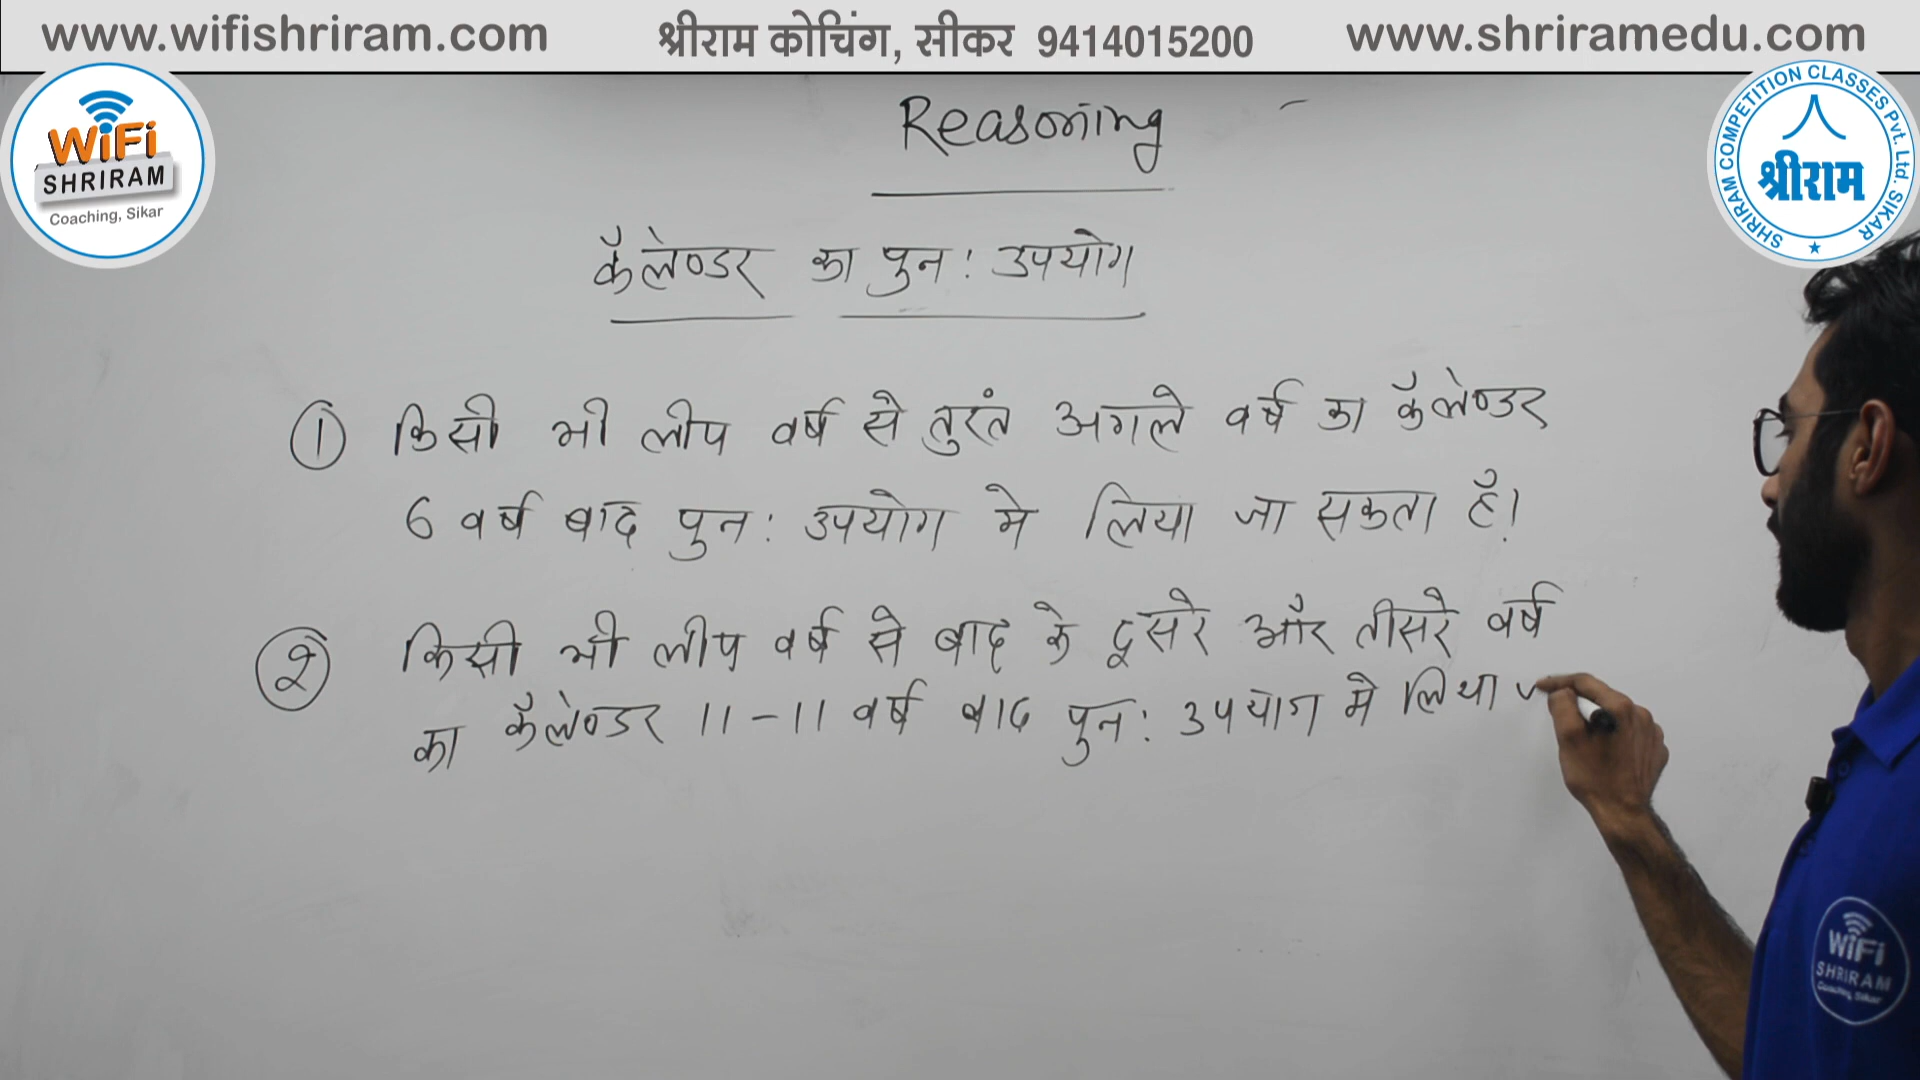 www.wifishriram.com
श्रीराम कोचिंग, सीकर 9414015200
www.shriramedu.com
WiFi
SHRIRAM
Coaching, Sikar
SHRIRAM COMPETITION CLASSES Pvt. Ltd. SIKAR
श्रीराम
Reasoning
कैलेण्डर का पुन: उपयोग
① किसी भी लीप वर्ष से तुरंत अगले वर्ष का कैलेण्डर
6 वर्ष बाद पुन: उपयोग मे लिया जा सकता है।
② किसी भी लीप वर्ष से बाद के दूसरे और तीसरे वर्ष
का कैलेण्डर 11-11 वर्ष बाद पुन: उपयोग मे लिया
WiFi
SHRIRAM
Coaching, Sikar